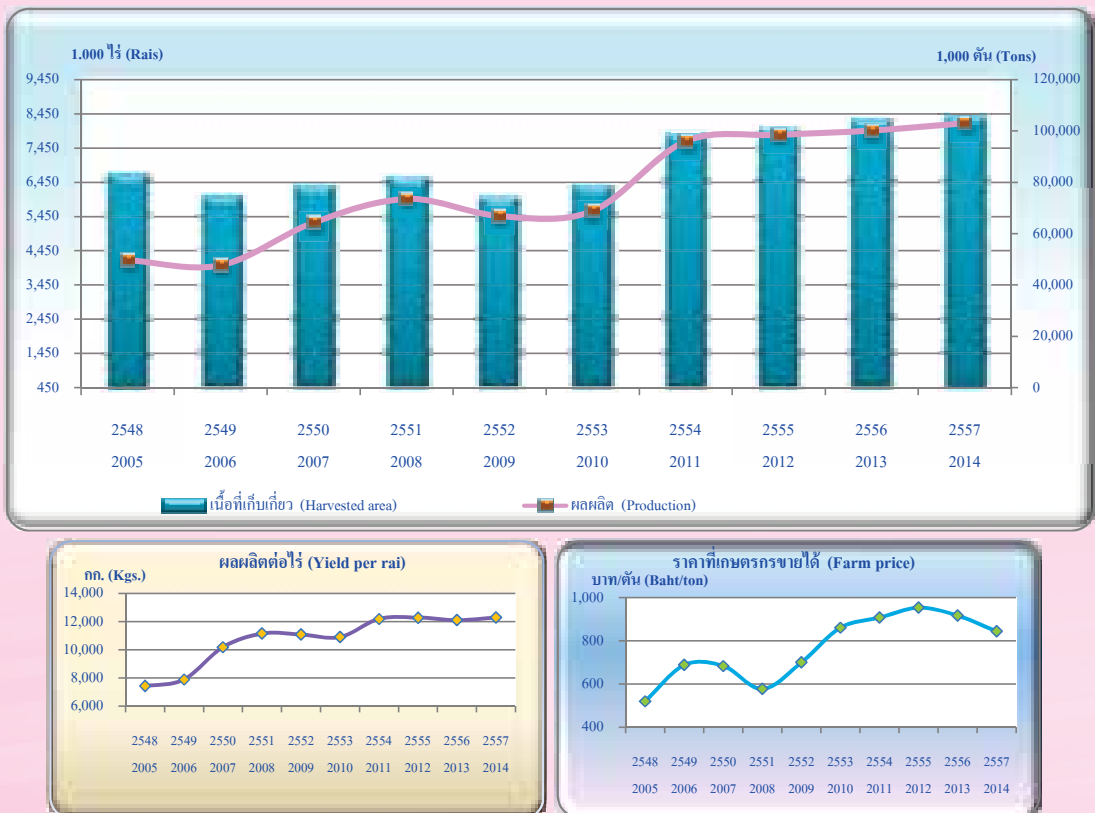 1.000 ไร่ (Rais)
1,000 ตัน (Tons)
9,450
8,450
7,450
6,450
5,450
4,450
3,450
2,450
1,450
450
120,000
100,000
80,000
60,000
40,000
20,000
0
2548 2549 2550 2551 2552 2553 2554 2555 2556 2557
2005 2006 2007 2008 2009 2010 2011 2012 2013 2014
เนื้อที่เก็บเกี่ยว (Harvested area) ผลผลิต (Production)
ผลผลิตต่อไร่ (Yield per rai)
กก. (Kgs.)
14,000
12,000
10,000
8,000
6,000
2548 2549 2550 2551 2552 2553 2554 2555 2556 2557
2005 2006 2007 2008 2009 2010 2011 2012 2013 2014
ราคาที่เกษตรกรขายได้ (Farm price)
บาท/ตัน (Baht/ton)
1,000
800
600
400
2548 2549 2550 2551 2552 2553 2554 2555 2556 2557
2005 2006 2007 2008 2009 2010 2011 2012 2013 2014